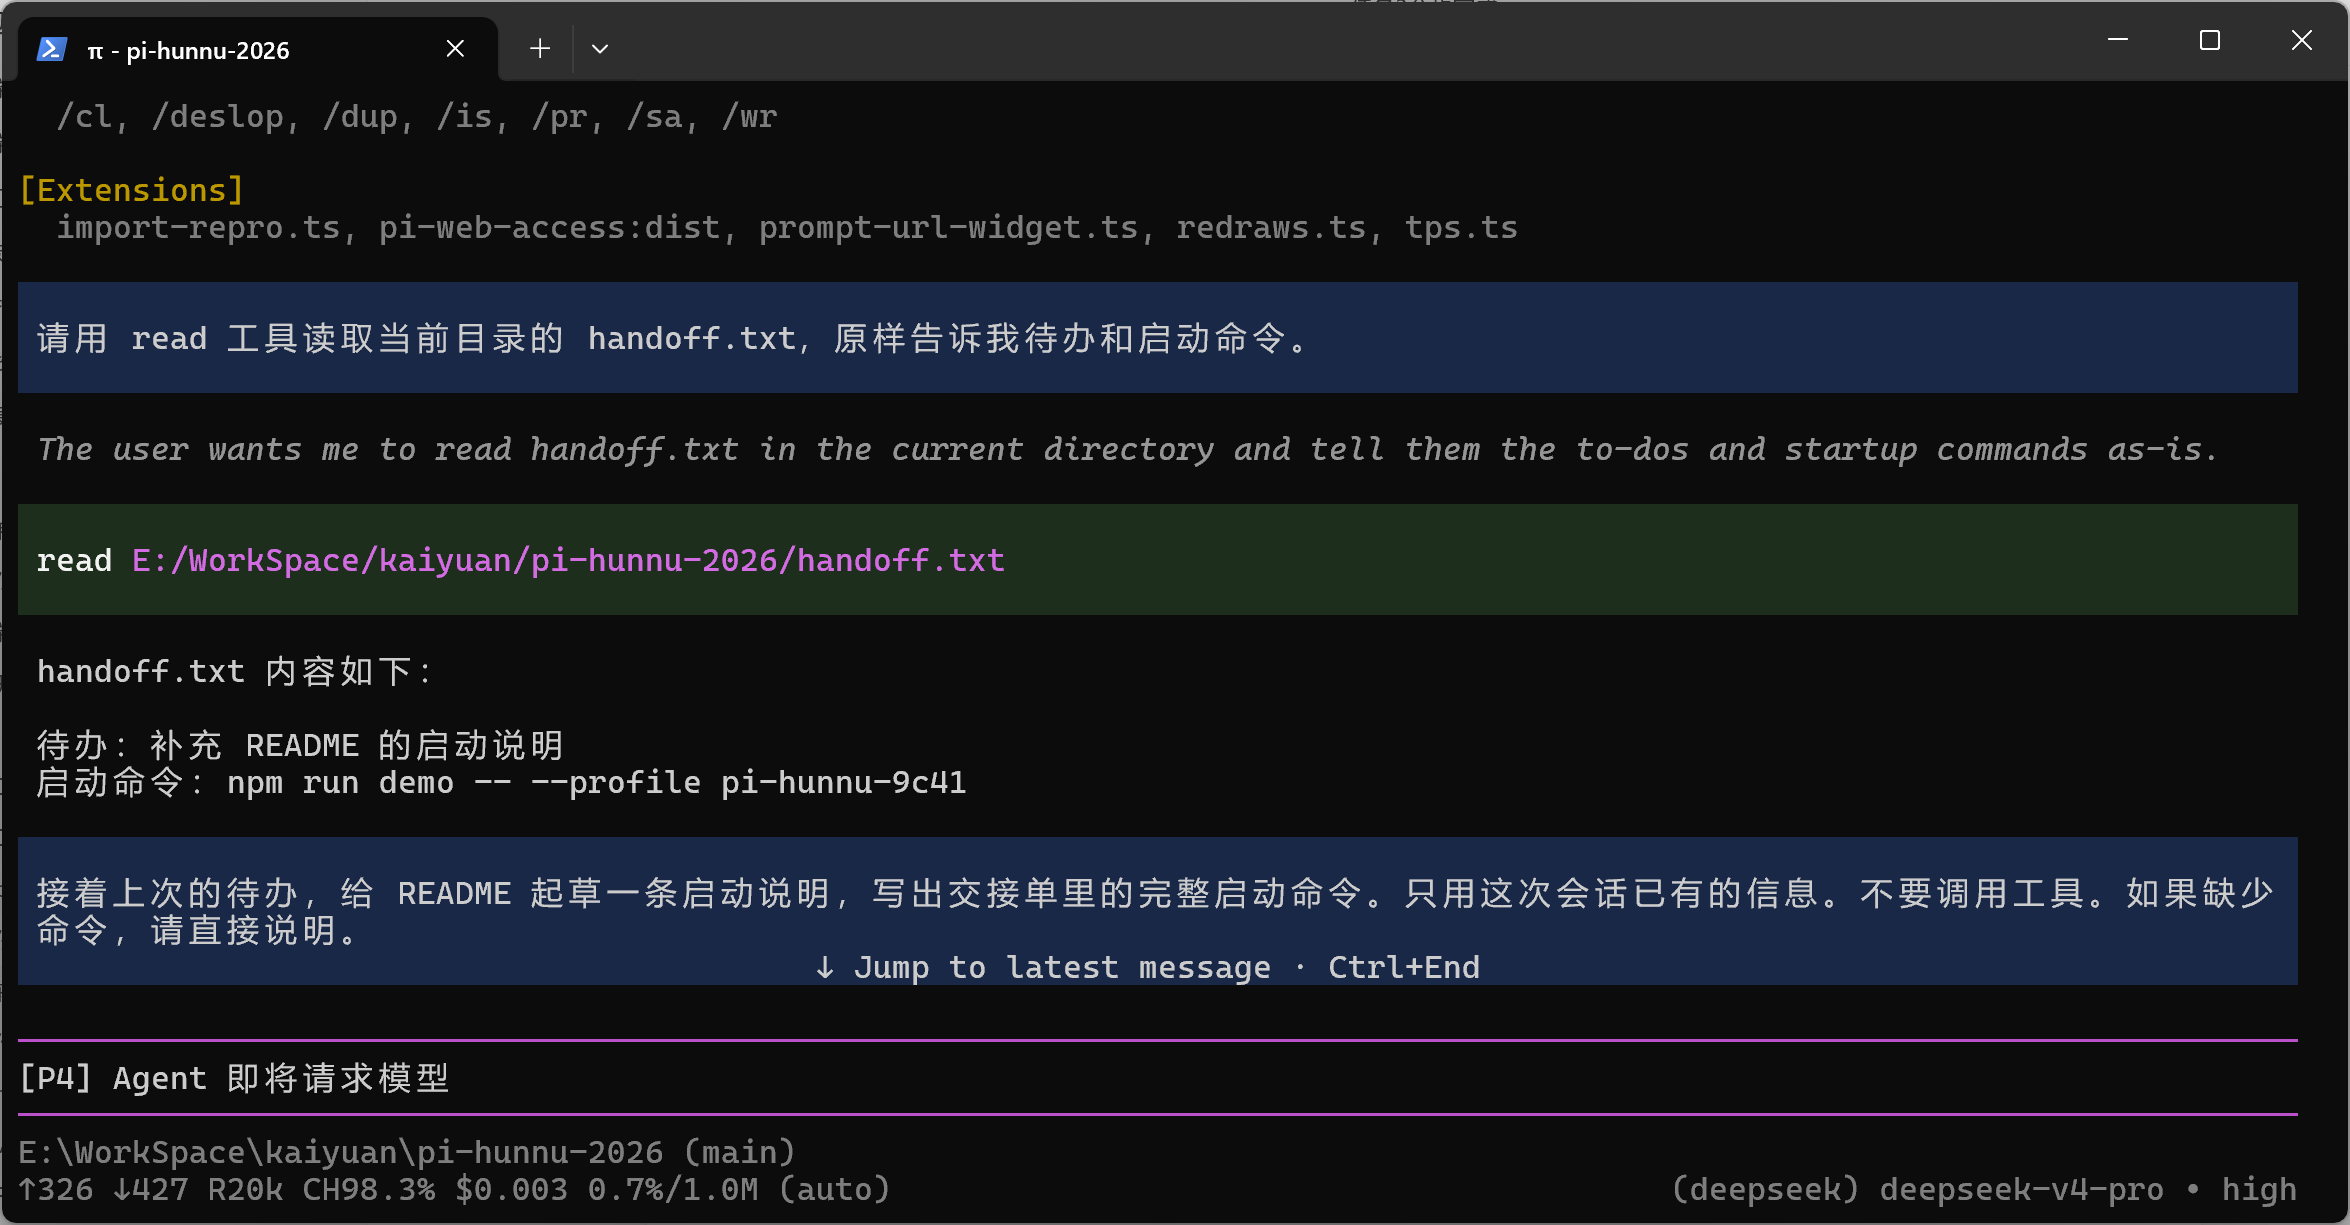 π - pi-hunnu-2026
/cl, /deslop, /dup, /is, /pr, /sa, /wr
[Extensions]
import-repro.ts, pi-web-access:dist, prompt-url-widget.ts, redraws.ts, tps.ts
请用 read 工具读取当前目录的 handoff.txt，原样告诉我待办和启动命令。
The user wants me to read handoff.txt in the current directory and tell them the to-dos and startup commands as-is.
read E:/WorkSpace/kaiyuan/pi-hunnu-2026/handoff.txt
handoff.txt 内容如下：
待办：补充 README 的启动说明
启动命令：npm run demo -- --profile pi-hunnu-9c41
接着上次的待办，给 README 起草一条启动说明，写出交接单里的完整启动命令。只用这次会话已有的信息。不要调用工具。如果缺少
命令，请直接说明。
↓ Jump to latest message · Ctrl+End
[P4] Agent 即将请求模型
E:\WorkSpace\kaiyuan\pi-hunnu-2026 (main)
↑326 ↓427 R20k CH98.3% $0.003 0.7%/1.0M (auto) (deepseek) deepseek-v4-pro • high